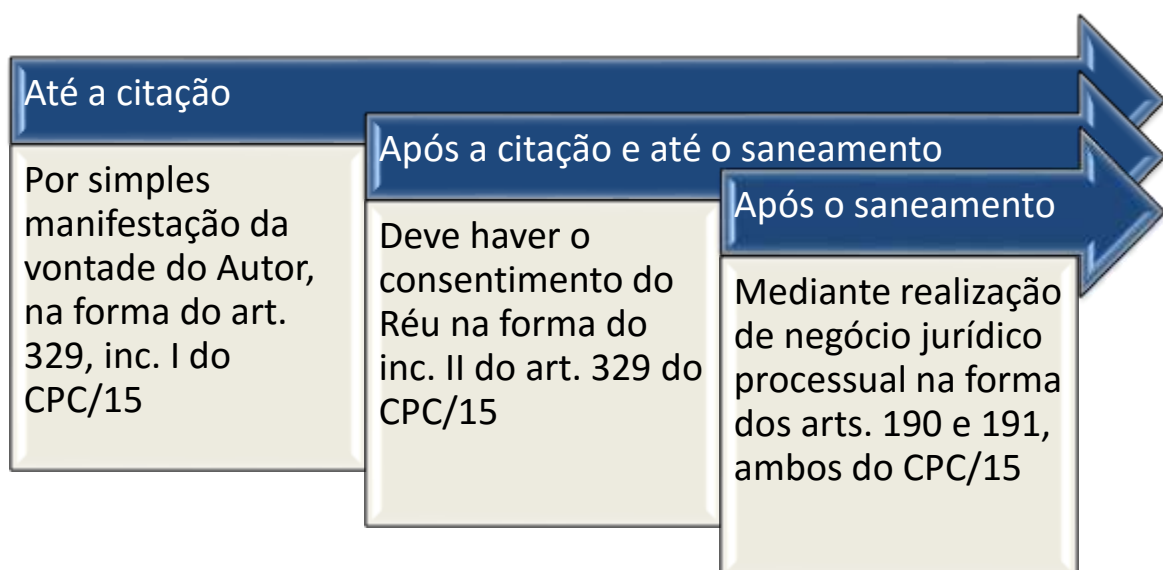 Até a citação
Por simples
manifestação da
vontade do Autor,
na forma do art.
329, inc. I do
CPC/15
Após a citação e até o saneamento
Deve haver o
consentimento do
Réu na forma do
inc. II do art. 329 do
CPC/15
Após o saneamento
Mediante realização
de negócio jurídico
processual na forma
dos arts. 190 e 191,
ambos do CPC/15